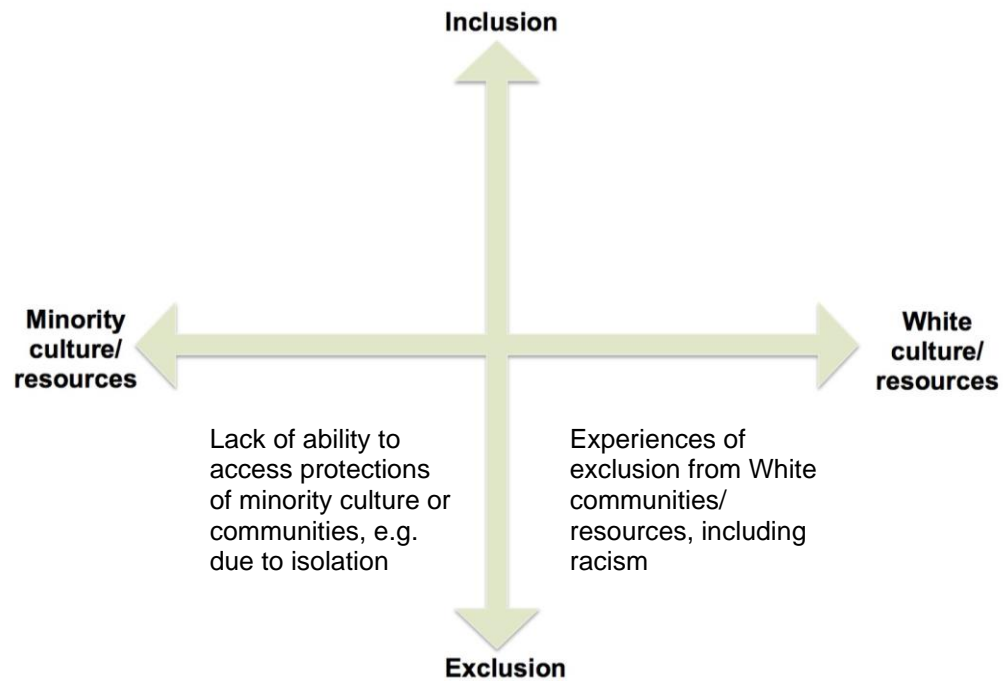 Inclusion
Minority
culture/
resources
White
culture/
resources
Lack of ability to
access protections
of minority culture or
communities, e.g.
due to isolation
Experiences of
exclusion from White
communities/
resources, including
racism
Exclusion